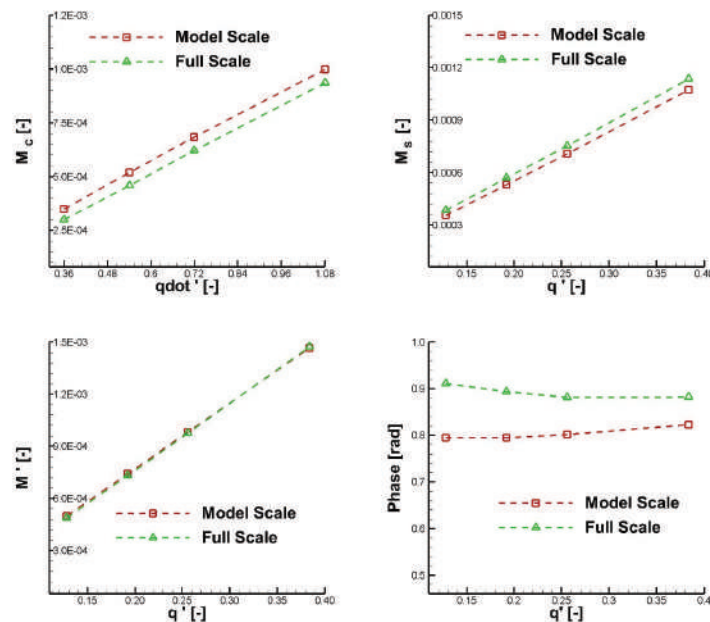 1.2E-03
1.0E-03
7.5E-04
5.0E-04
2.5E-04
M_c [-]
Model Scale
Full Scale
0.36 0.48 0.6 0.72 0.84 0.96 1.08
qdot ' [-]
0.0015
0.0012
0.0009
0.0006
0.0003
M_s [-]
Model Scale
Full Scale
0.15 0.20 0.25 0.30 0.35 0.40
q ' [-]
1.5E-03
1.2E-03
9.0E-04
6.0E-04
3.0E-04
M ' [-]
Model Scale
Full Scale
0.15 0.20 0.25 0.30 0.35 0.40
q ' [-]
1.0
0.9
0.8
0.7
0.6
0.5
Phase [rad]
Model Scale
Full Scale
0.15 0.2 0.25 0.3 0.35 0.4
q' [-]